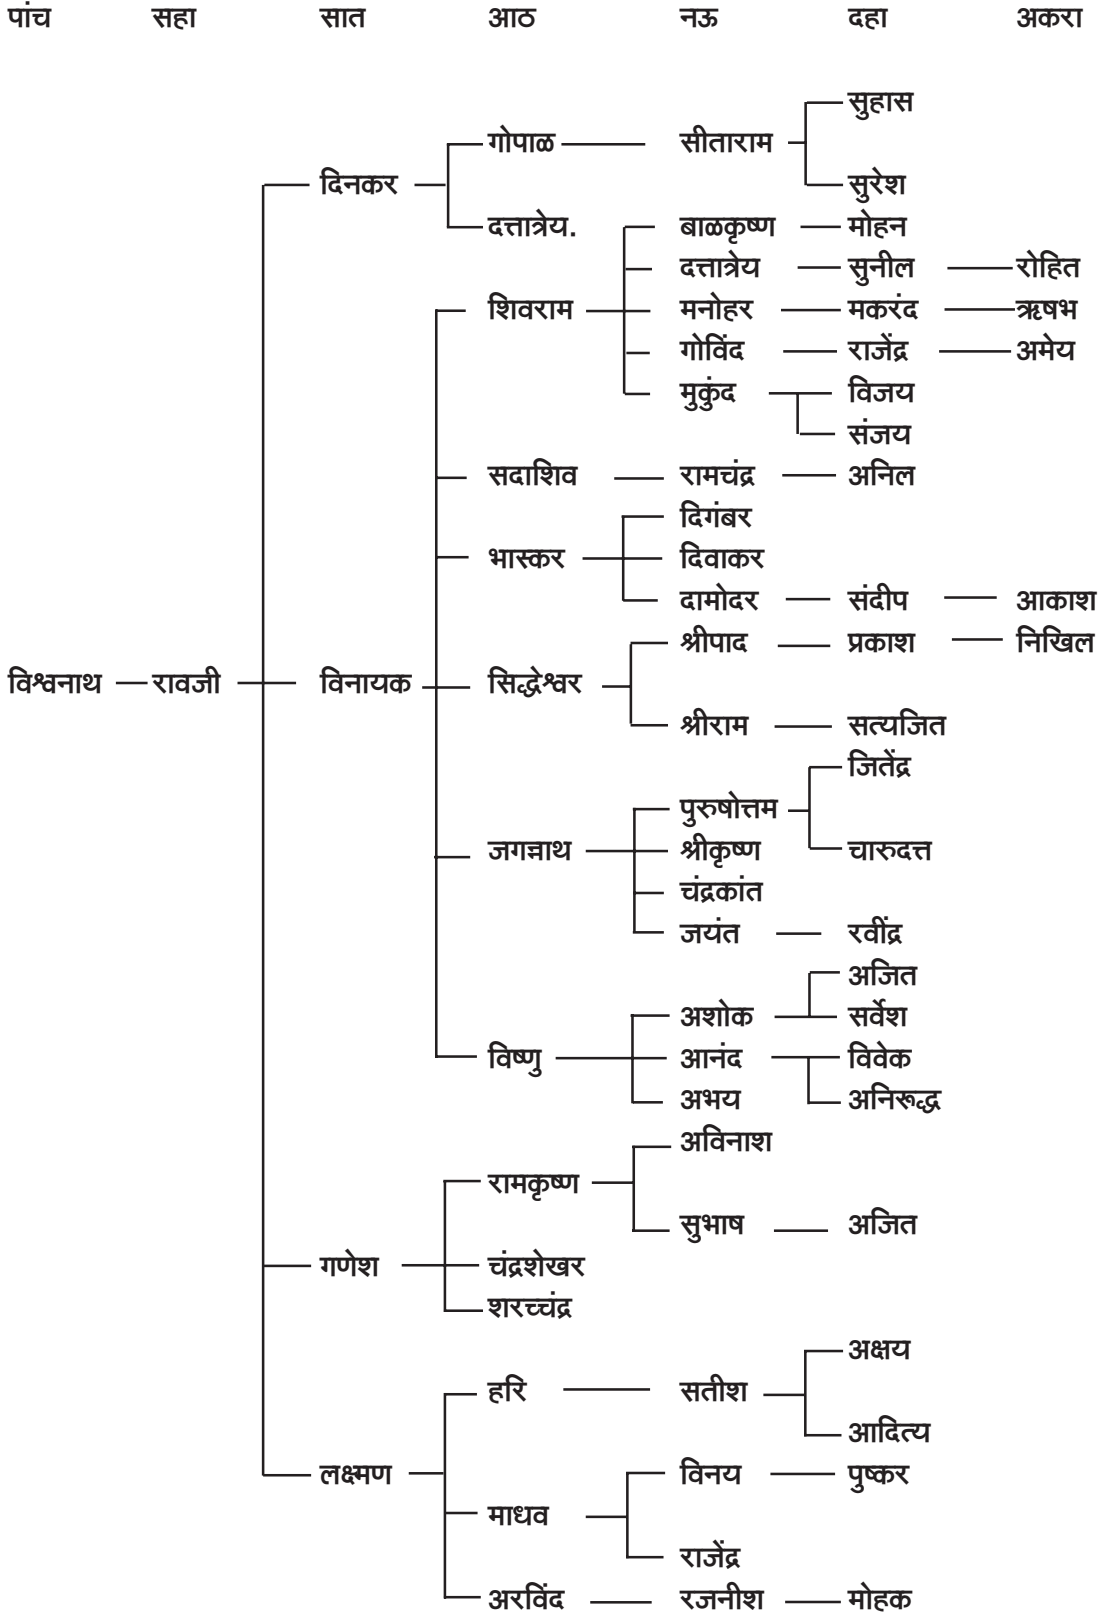 पांच सहा सात आठ नऊ दहा अकरा
सुहास
गोपाळ सीताराम
दिनकर सुरेश
दत्तात्रेय. बाळकृष्ण मोहन
दत्तात्रेय सुनील रोहित
शिवराम मनोहर मकरंद ऋषभ
गोविंद राजेंद्र अमेय
मुकुंद विजय
संजय
सदाशिव रामचंद्र अनिल
दिगंबर
भास्कर दिवाकर
दामोदर संदीप आकाश
श्रीपाद प्रकाश निखिल
विश्वनाथ रावजी विनायक सिद्धेश्वर
श्रीराम सत्यजित
जितेंद्र
पुरुषोत्तम
जगन्नाथ श्रीकृष्ण चारुदत्त
चंद्रकांत
जयंत रवींद्र
अजित
अशोक सर्वेश
विष्णु आनंद विवेक
अभय अनिरूद्ध
अविनाश
रामकृष्ण
सुभाष अजित
गणेश चंद्रशेखर
शरच्चंद्र
अक्षय
हरि सतीश
आदित्य
लक्ष्मण विनय पुष्कर
माधव
राजेंद्र
अरविंद रजनीश मोहक